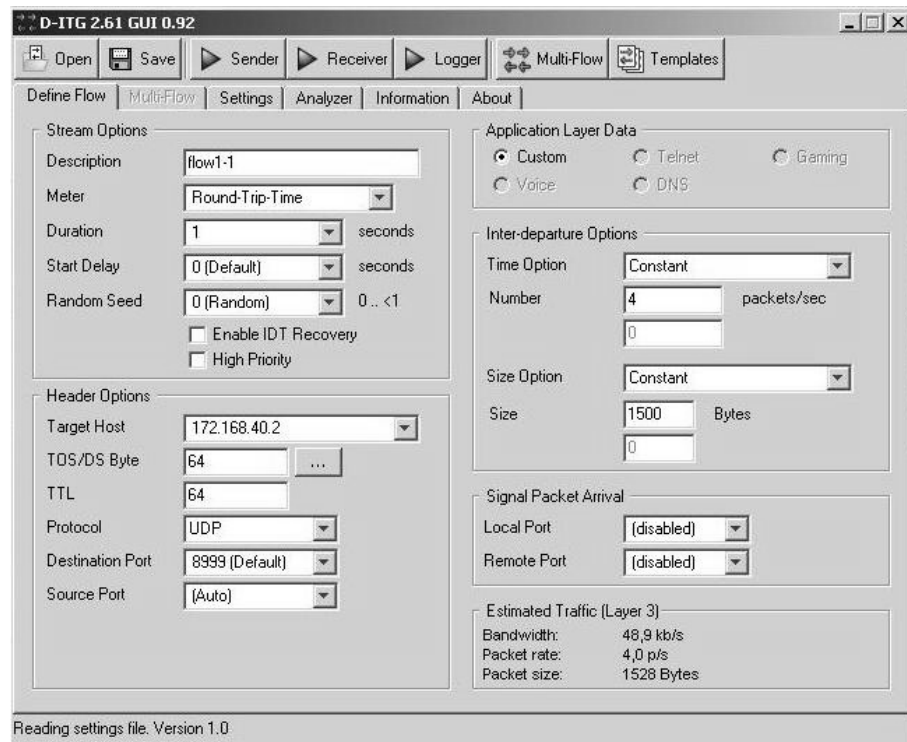 D-ITG 2.61 GUI 0.92
Open Save Sender Receiver Logger Multi-Flow Templates
Define Flow Multi-Flow Settings Analyzer Information About
Stream Options
Description flow1-1
Meter Round-Trip-Time
Duration 1 seconds
Start Delay 0 (Default) seconds
Random Seed 0 (Random) 0 .. <1
Enable IDT Recovery
High Priority
Header Options
Target Host 172.168.40.2
TOS/DS Byte 64 ...
TTL 64
Protocol UDP
Destination Port 8999 (Default)
Source Port (Auto)
Application Layer Data
Custom Telnet Gaming
Voice DNS
Inter-departure Options
Time Option Constant
Number 4 packets/sec
0
Size Option Constant
Size 1500 Bytes
0
Signal Packet Arrival
Local Port (disabled)
Remote Port (disabled)
Estimated Traffic (Layer 3)
Bandwidth: 48,9 kb/s
Packet rate: 4,0 p/s
Packet size: 1528 Bytes
Reading settings file. Version 1.0